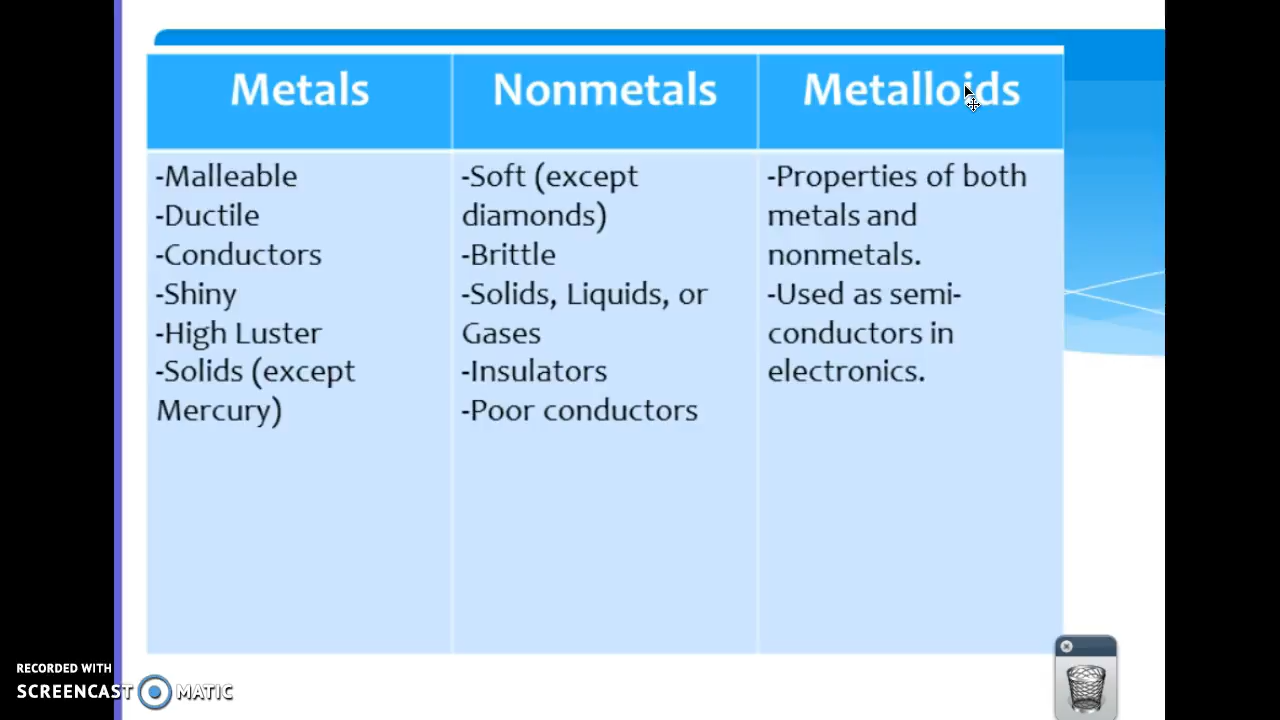 Metals
Nonmetals
Metalloids
-Malleable
-Ductile
-Conductors
-Shiny
-High Luster
-Solids (except
Mercury)
-Soft (except
diamonds)
-Brittle
-Solids, Liquids, or
Gases
-Insulators
-Poor conductors
-Properties of both
metals and
nonmetals.
-Used as semi-
conductors in
electronics.
RECORDED WITH
SCREENCAST MATIC